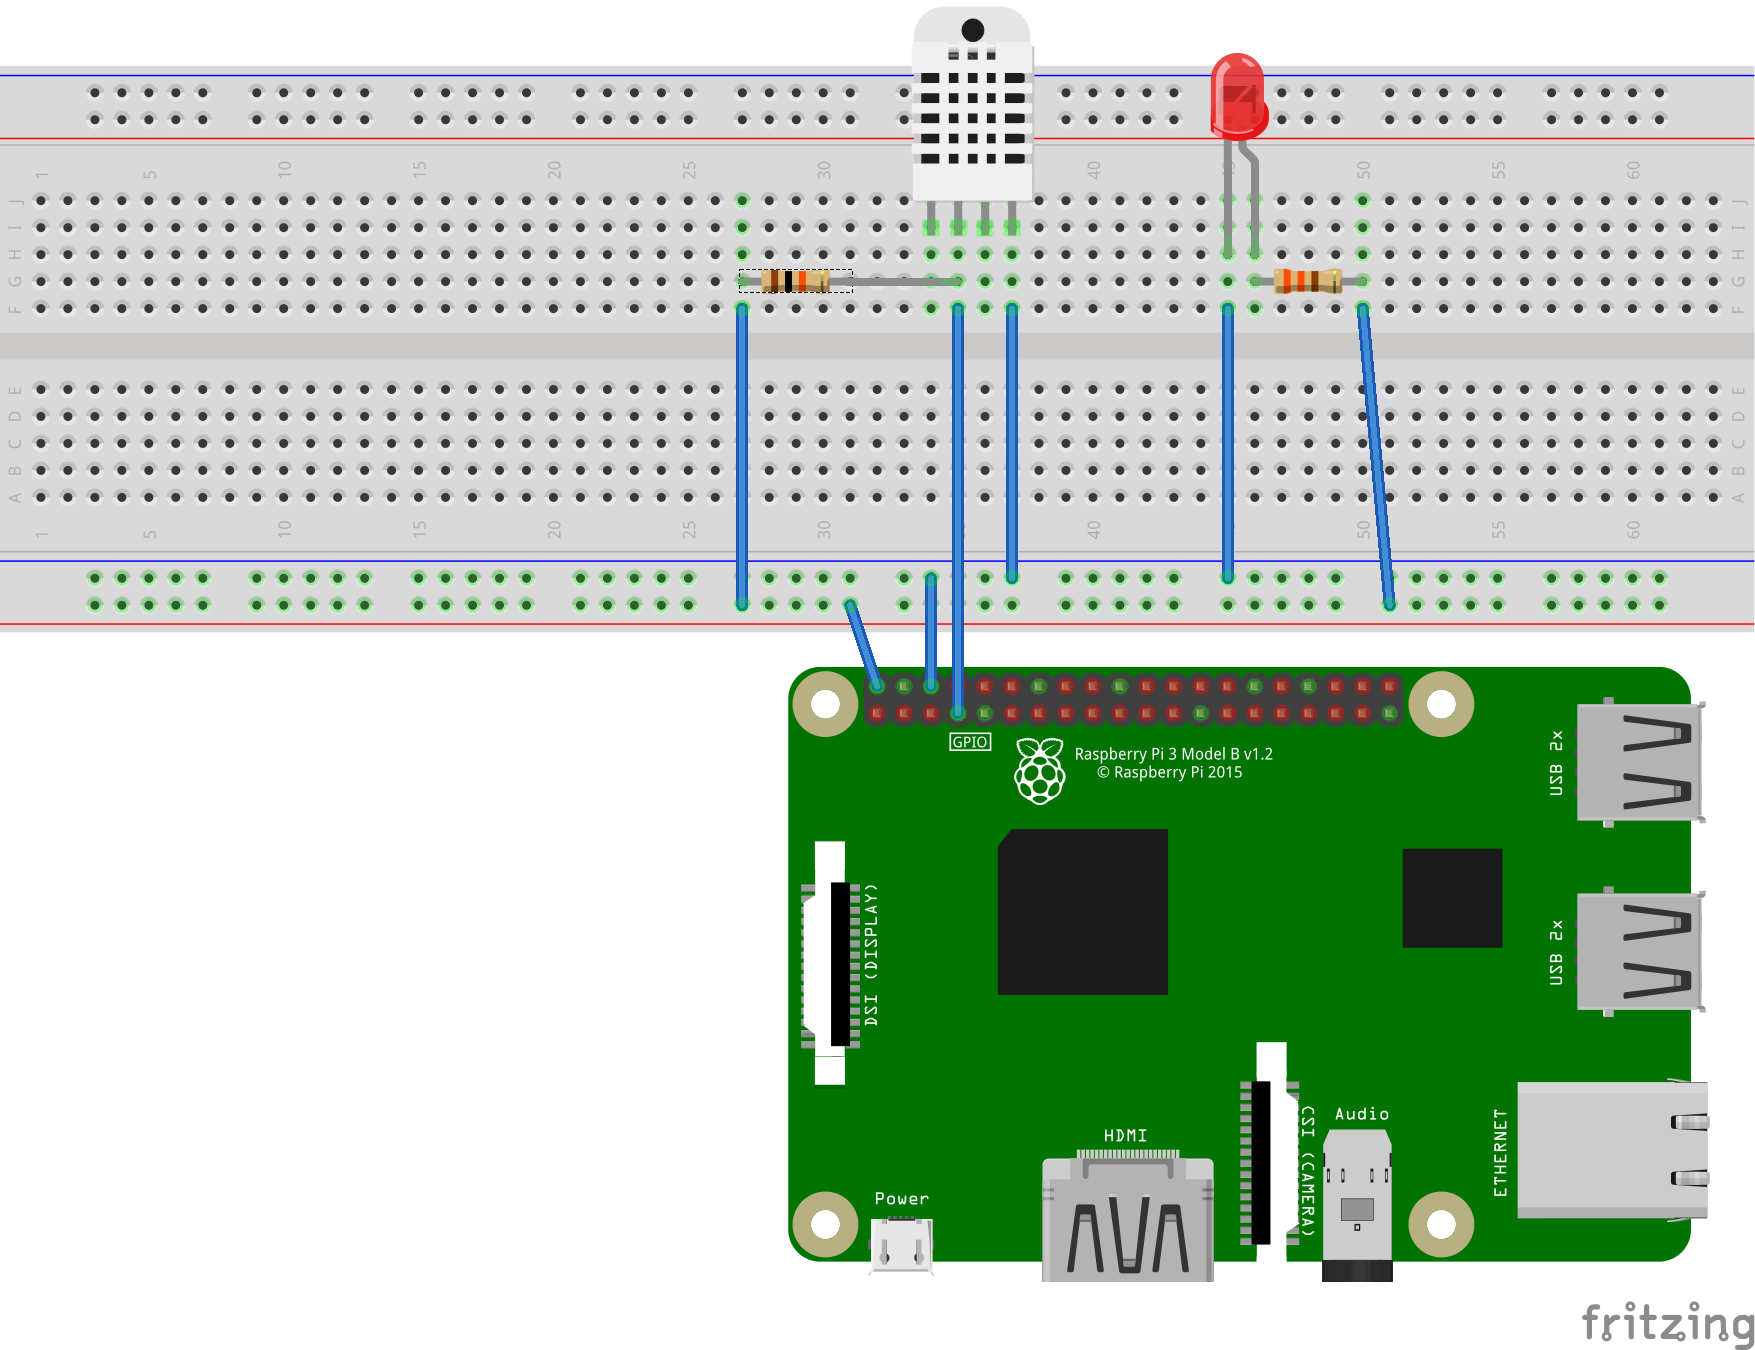 1 5 10 15 20 25 30 40 50 55 60
J J
I I
H H
G G
F F
E E
D D
C C
B B
A A
1 5 10 15 20 25 30 40 50 55 60
GPIO
Raspberry Pi 3 Model B v1.2
© Raspberry Pi 2015
USB 2x
DSI (DISPLAY)
USB 2x
CSI (CAMERA)
Audio
ETHERNET
HDMI
Power
fritzing